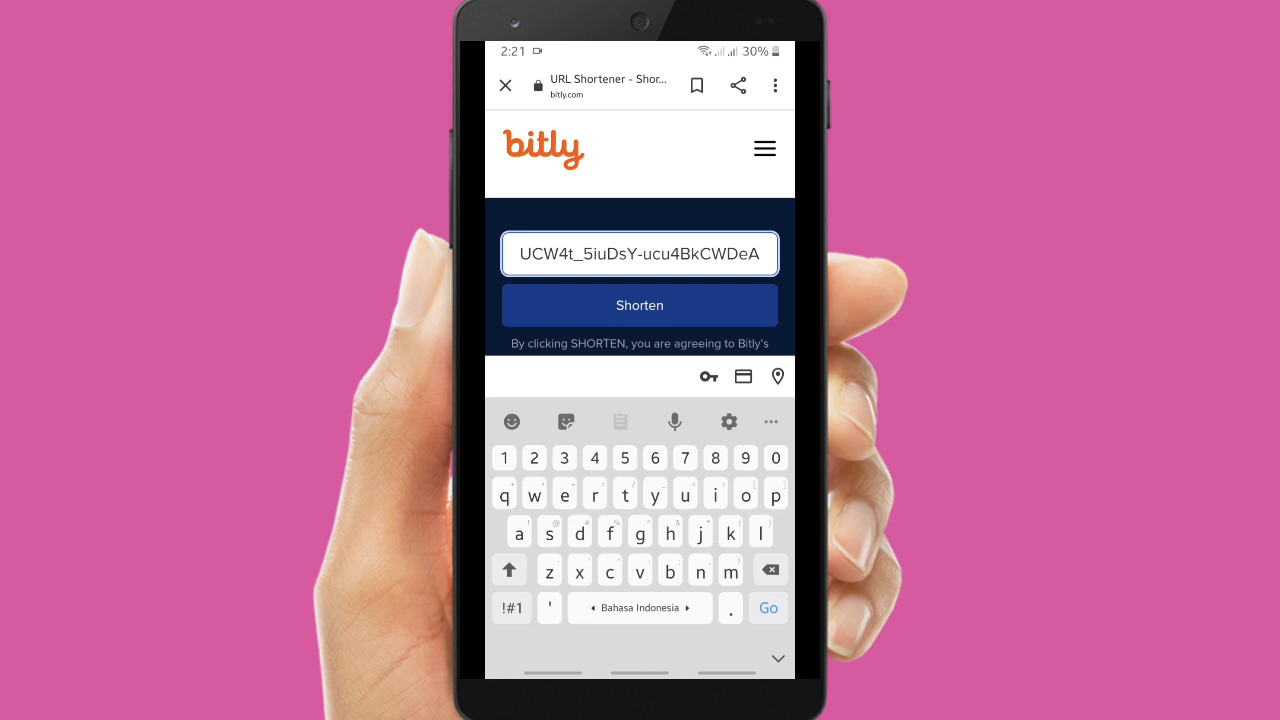 2:21 30%
URL Shortener - Shor...
bitly.com
bitly
UCW4t_5iuDsY-ucu4BkCWDeA
Shorten
By clicking SHORTEN, you are agreeing to Bitly's
1 2 3 4 5 6 7 8 9 0
q w e r t y u i o p
a s d f g h j k l
z x c v b n m
!#1 ' Bahasa Indonesia . Go